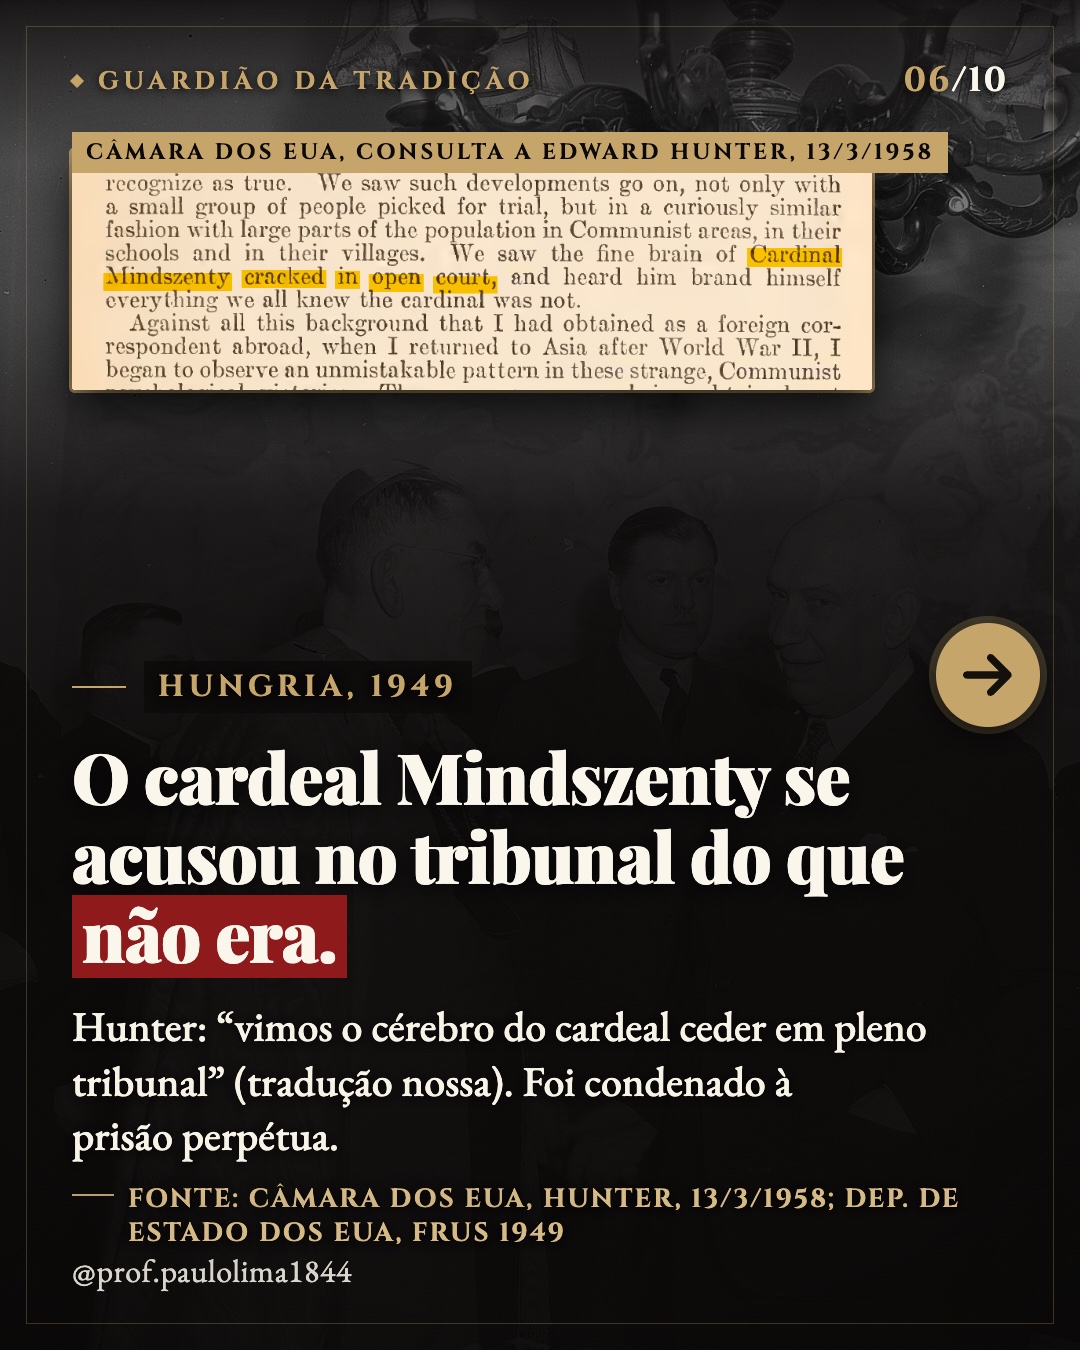 GUARDIÃO DA TRADIÇÃO
06/10
CÂMARA DOS EUA, CONSULTA A EDWARD HUNTER, 13/3/1958
recognize as true. We saw such developments go on, not only with
a small group of people picked for trial, but in a curiously similar
fashion with large parts of the population in Communist areas, in their
schools and in their villages. We saw the fine brain of Cardinal
Mindszenty cracked in open court, and heard him brand himself
everything we all knew the cardinal was not.
Against all this background that I had obtained as a foreign cor-
respondent abroad, when I returned to Asia after World War II, I
began to observe an unmistakable pattern in these strange, Communist
HUNGRIA, 1949
O cardeal Mindszenty se
acusou no tribunal do que
não era.
Hunter: “vimos o cérebro do cardeal ceder em pleno
tribunal” (tradução nossa). Foi condenado à
prisão perpétua.
FONTE: CÂMARA DOS EUA, HUNTER, 13/3/1958; DEP. DE
ESTADO DOS EUA, FRUS 1949
@prof.paulolima1844